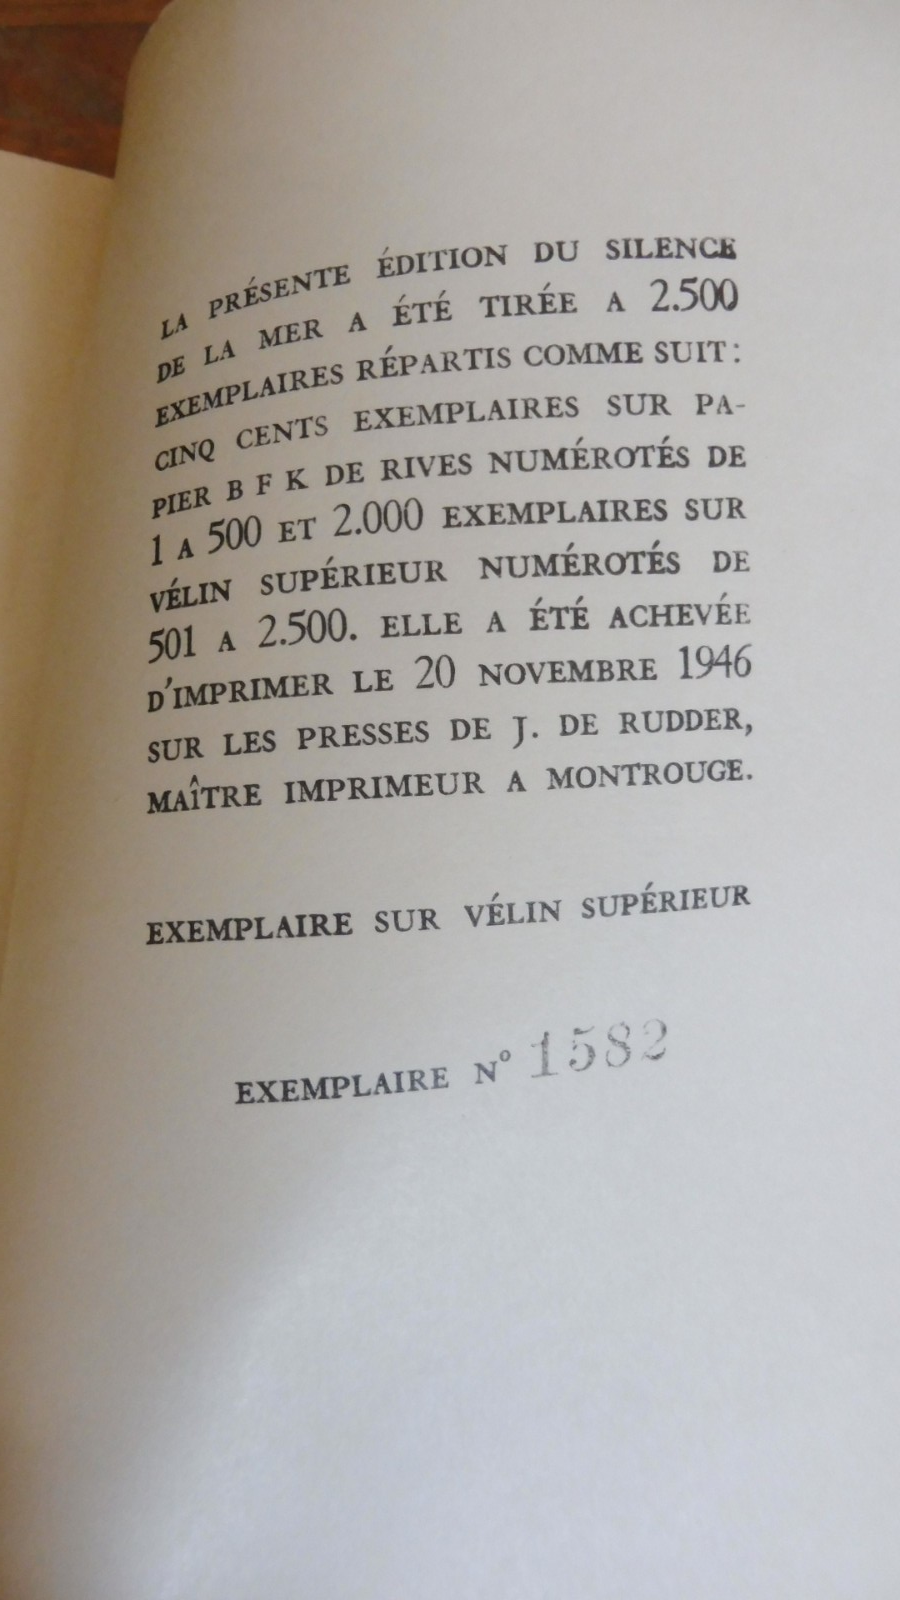 LA PRÉSENTE ÉDITION DU SILENCE
DE LA MER A ÉTÉ TIRÉE A 2.500
EXEMPLAIRES RÉPARTIS COMME SUIT :
CINQ CENTS EXEMPLAIRES SUR PA-
PIER B F K DE RIVES NUMÉROTÉS DE
1 A 500 ET 2.000 EXEMPLAIRES SUR
VÉLIN SUPÉRIEUR NUMÉROTÉS DE
501 A 2.500. ELLE A ÉTÉ ACHEVÉE
D'IMPRIMER LE 20 NOVEMBRE 1946
SUR LES PRESSES DE J. DE RUDDER,
MAÎTRE IMPRIMEUR A MONTROUGE.
EXEMPLAIRE SUR VÉLIN SUPÉRIEUR
EXEMPLAIRE N° 1582